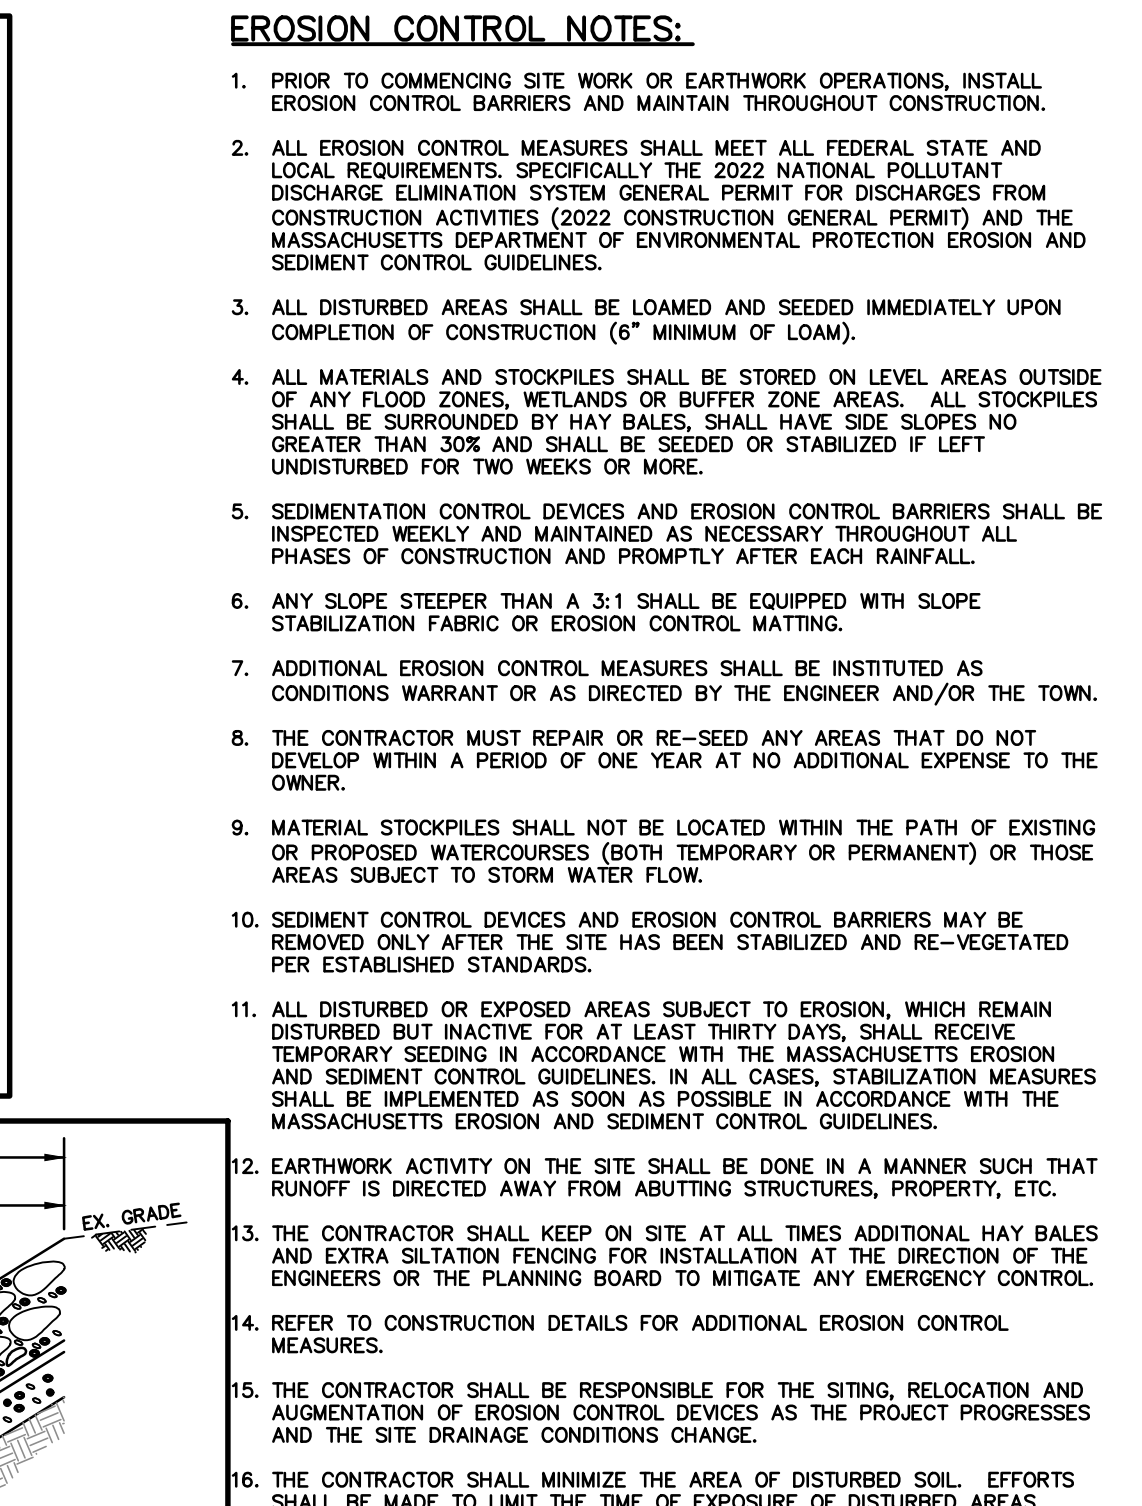 EROSION CONTROL NOTES:
1. PRIOR TO COMMENCING SITE WORK OR EARTHWORK OPERATIONS, INSTALL
EROSION CONTROL BARRIERS AND MAINTAIN THROUGHOUT CONSTRUCTION.
2. ALL EROSION CONTROL MEASURES SHALL MEET ALL FEDERAL STATE AND
LOCAL REQUIREMENTS. SPECIFICALLY THE 2022 NATIONAL POLLUTANT
DISCHARGE ELIMINATION SYSTEM GENERAL PERMIT FOR DISCHARGES FROM
CONSTRUCTION ACTIVITIES (2022 CONSTRUCTION GENERAL PERMIT) AND THE
MASSACHUSETTS DEPARTMENT OF ENVIRONMENTAL PROTECTION EROSION AND
SEDIMENT CONTROL GUIDELINES.
3. ALL DISTURBED AREAS SHALL BE LOAMED AND SEEDED IMMEDIATELY UPON
COMPLETION OF CONSTRUCTION (6" MINIMUM OF LOAM).
4. ALL MATERIALS AND STOCKPILES SHALL BE STORED ON LEVEL AREAS OUTSIDE
OF ANY FLOOD ZONES, WETLANDS OR BUFFER ZONE AREAS. ALL STOCKPILES
SHALL BE SURROUNDED BY HAY BALES, SHALL HAVE SIDE SLOPES NO
GREATER THAN 30% AND SHALL BE SEEDED OR STABILIZED IF LEFT
UNDISTURBED FOR TWO WEEKS OR MORE.
5. SEDIMENTATION CONTROL DEVICES AND EROSION CONTROL BARRIERS SHALL BE
INSPECTED WEEKLY AND MAINTAINED AS NECESSARY THROUGHOUT ALL
PHASES OF CONSTRUCTION AND PROMPTLY AFTER EACH RAINFALL.
6. ANY SLOPE STEEPER THAN A 3:1 SHALL BE EQUIPPED WITH SLOPE
STABILIZATION FABRIC OR EROSION CONTROL MATTING.
7. ADDITIONAL EROSION CONTROL MEASURES SHALL BE INSTITUTED AS
CONDITIONS WARRANT OR AS DIRECTED BY THE ENGINEER AND/OR THE TOWN.
8. THE CONTRACTOR MUST REPAIR OR RE-SEED ANY AREAS THAT DO NOT
DEVELOP WITHIN A PERIOD OF ONE YEAR AT NO ADDITIONAL EXPENSE TO THE
OWNER.
9. MATERIAL STOCKPILES SHALL NOT BE LOCATED WITHIN THE PATH OF EXISTING
OR PROPOSED WATERCOURSES (BOTH TEMPORARY OR PERMANENT) OR THOSE
AREAS SUBJECT TO STORM WATER FLOW.
10. SEDIMENT CONTROL DEVICES AND EROSION CONTROL BARRIERS MAY BE
REMOVED ONLY AFTER THE SITE HAS BEEN STABILIZED AND RE-VEGETATED
PER ESTABLISHED STANDARDS.
11. ALL DISTURBED OR EXPOSED AREAS SUBJECT TO EROSION, WHICH REMAIN
DISTURBED BUT INACTIVE FOR AT LEAST THIRTY DAYS, SHALL RECEIVE
TEMPORARY SEEDING IN ACCORDANCE WITH THE MASSACHUSETTS EROSION
AND SEDIMENT CONTROL GUIDELINES. IN ALL CASES, STABILIZATION MEASURES
SHALL BE IMPLEMENTED AS SOON AS POSSIBLE IN ACCORDANCE WITH THE
MASSACHUSETTS EROSION AND SEDIMENT CONTROL GUIDELINES.
12. EARTHWORK ACTIVITY ON THE SITE SHALL BE DONE IN A MANNER SUCH THAT
RUNOFF IS DIRECTED AWAY FROM ABUTTING STRUCTURES, PROPERTY, ETC.
EX. GRADE
13. THE CONTRACTOR SHALL KEEP ON SITE AT ALL TIMES ADDITIONAL HAY BALES
AND EXTRA SILTATION FENCING FOR INSTALLATION AT THE DIRECTION OF THE
ENGINEERS OR THE PLANNING BOARD TO MITIGATE ANY EMERGENCY CONTROL.
14. REFER TO CONSTRUCTION DETAILS FOR ADDITIONAL EROSION CONTROL
MEASURES.
15. THE CONTRACTOR SHALL BE RESPONSIBLE FOR THE SITING, RELOCATION AND
AUGMENTATION OF EROSION CONTROL DEVICES AS THE PROJECT PROGRESSES
AND THE SITE DRAINAGE CONDITIONS CHANGE.
16. THE CONTRACTOR SHALL MINIMIZE THE AREA OF DISTURBED SOIL. EFFORTS
SHALL BE MADE TO LIMIT THE TIME OF EXPOSURE OF DISTURBED AREAS